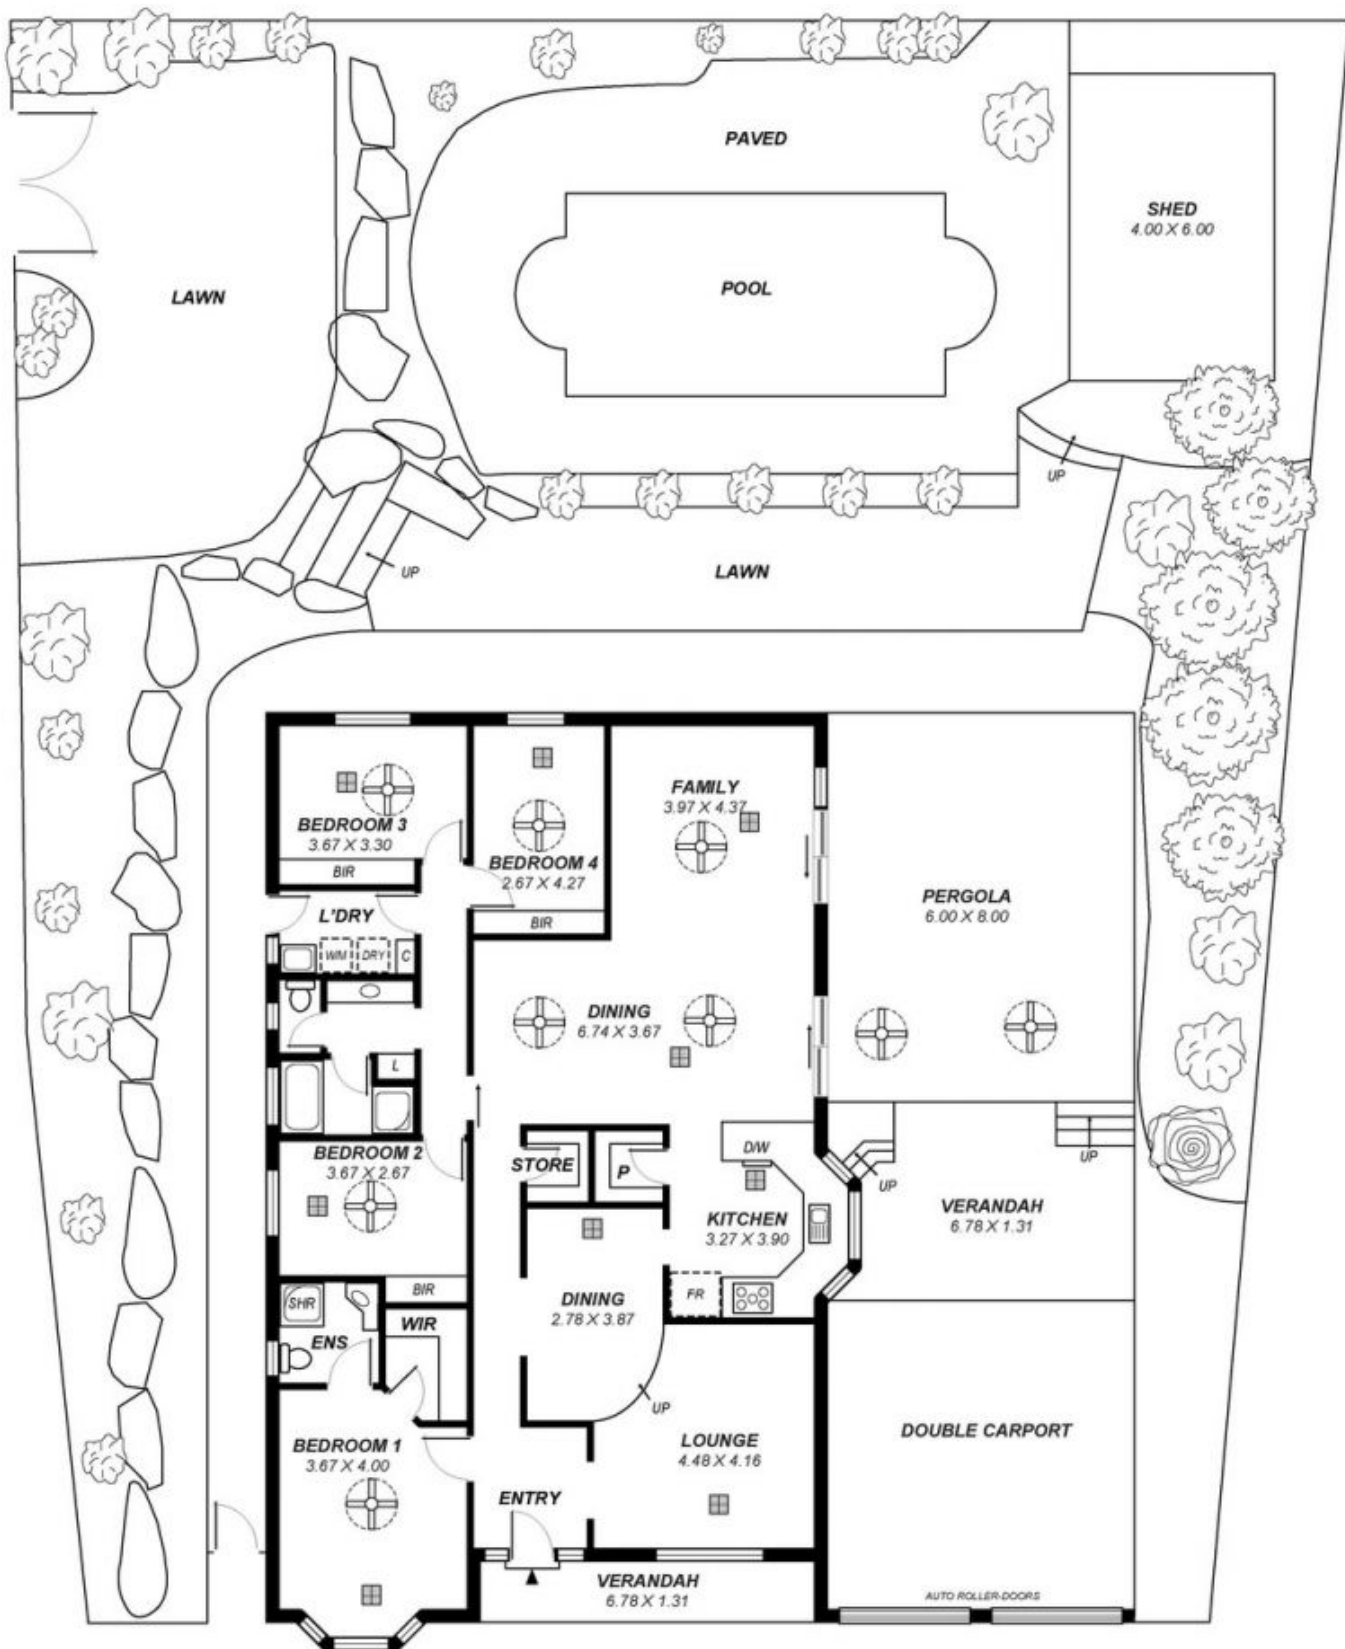 PAVED
SHED
4.00 X 6.00
LAWN
POOL
UP
UP
LAWN
FAMILY
3.97 X 4.37
BEDROOM 3
3.67 X 3.30
BIR
BEDROOM 4
2.67 X 4.27
BIR
L'DRY
WM
DRY
C
PERGOLA
6.00 X 8.00
DINING
6.74 X 3.67
L
D/W
BEDROOM 2
3.67 X 2.67
STORE
P
UP
UP
KITCHEN
3.27 X 3.90
VERANDAH
6.78 X 1.31
BIR
FR
SHR
ENS
WIR
DINING
2.78 X 3.87
UP
DOUBLE CARPORT
BEDROOM 1
3.67 X 4.00
LOUNGE
4.48 X 4.16
ENTRY
VERANDAH
6.78 X 1.31
AUTO ROLLER-DOORS